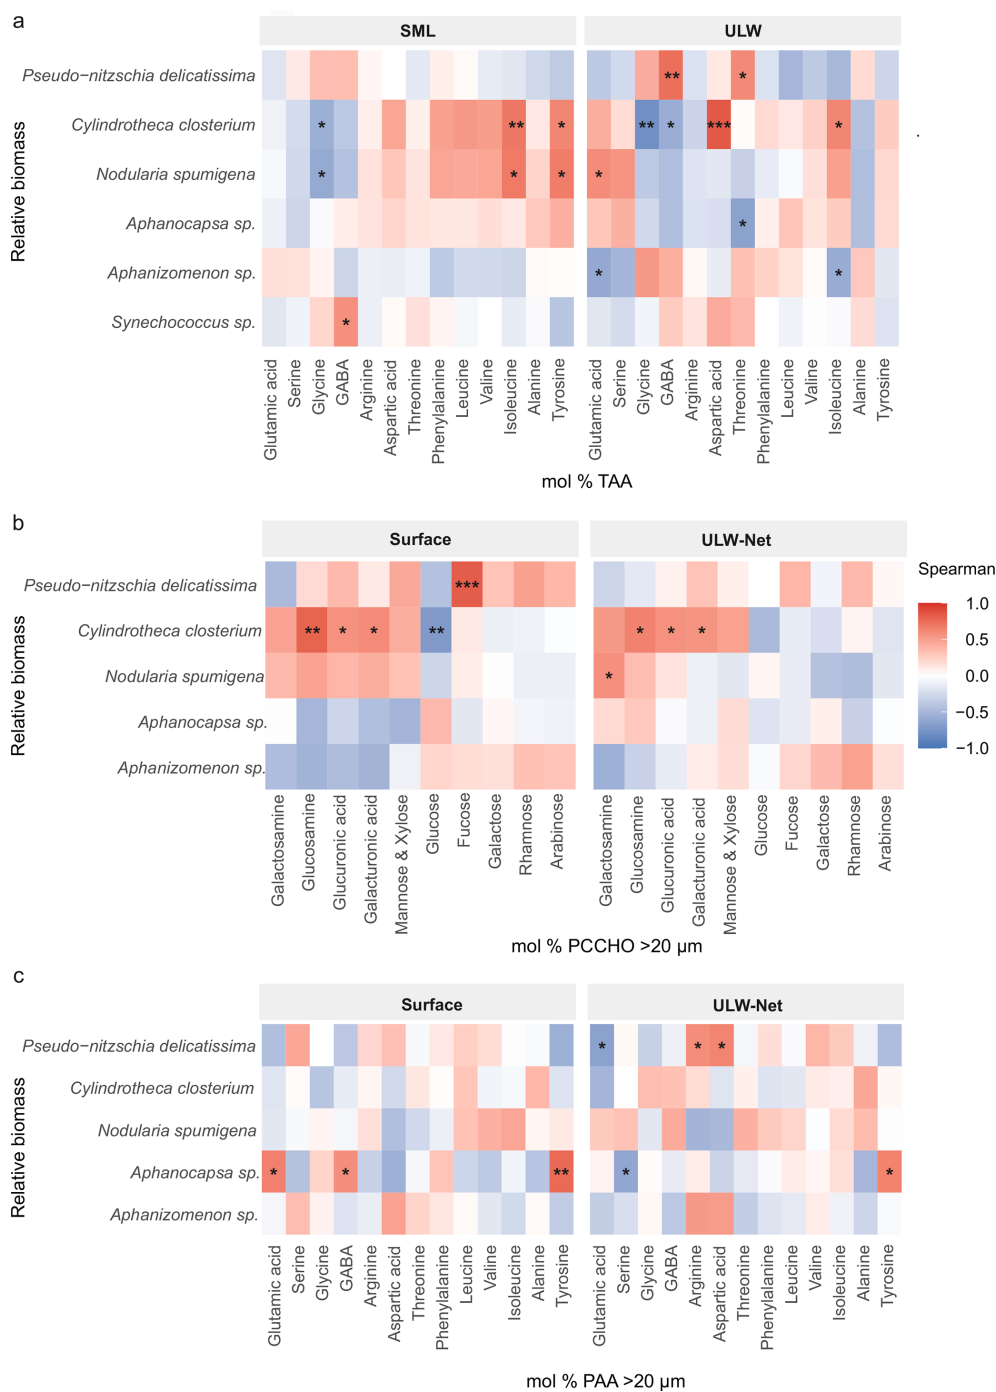 a
SML ULW
Relative biomass
Pseudo−nitzschia delicatissima ** *
Cylindrotheca closterium * ** * ** * *** *
Nodularia spumigena * * * *
Aphanocapsa sp. *
Aphanizomenon sp. * *
Synechococcus sp. *
Glutamic acid Serine Glycine GABA Arginine Aspartic acid Threonine Phenylalanine Leucine Valine Isoleucine Alanine Tyrosine Glutamic acid Serine Glycine GABA Arginine Aspartic acid Threonine Phenylalanine Leucine Valine Isoleucine Alanine Tyrosine
mol % TAA
b
Surface ULW-Net
Relative biomass
Pseudo−nitzschia delicatissima ***
Cylindrotheca closterium ** * * ** * * *
Nodularia spumigena *
Aphanocapsa sp.
Aphanizomenon sp.
Spearman
1.0
0.5
0.0
−0.5
−1.0
Galactosamine Glucosamine Glucuronic acid Galacturonic acid Mannose & Xylose Glucose Fucose Galactose Rhamnose Arabinose Galactosamine Glucosamine Glucuronic acid Galacturonic acid Mannose & Xylose Glucose Fucose Galactose Rhamnose Arabinose
mol % PCCHO >20 µm
c
Surface ULW-Net
Relative biomass
Pseudo−nitzschia delicatissima * * *
Cylindrotheca closterium
Nodularia spumigena
Aphanocapsa sp. * * ** * *
Aphanizomenon sp.
Glutamic acid Serine Glycine GABA Arginine Aspartic acid Threonine Phenylalanine Leucine Valine Isoleucine Alanine Tyrosine Glutamic acid Serine Glycine GABA Arginine Aspartic acid Threonine Phenylalanine Leucine Valine Isoleucine Alanine Tyrosine
mol % PAA >20 µm